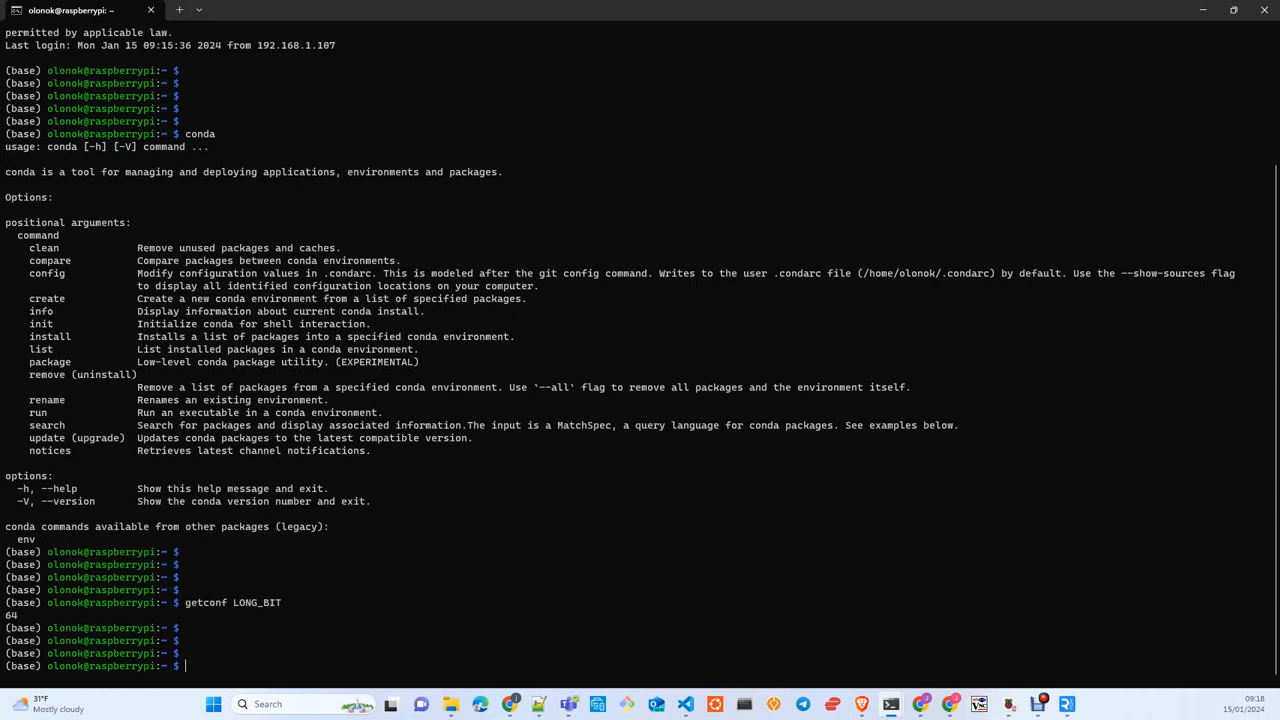 olonok@raspberrypi: ~
permitted by applicable law.
Last login: Mon Jan 15 09:15:36 2024 from 192.168.1.107
(base) olonok@raspberrypi:~ $
(base) olonok@raspberrypi:~ $
(base) olonok@raspberrypi:~ $
(base) olonok@raspberrypi:~ $
(base) olonok@raspberrypi:~ $
(base) olonok@raspberrypi:~ $ conda
usage: conda [-h] [-V] command ...
conda is a tool for managing and deploying applications, environments and packages.
Options:
positional arguments:
command
clean Remove unused packages and caches.
compare Compare packages between conda environments.
config Modify configuration values in .condarc. This is modeled after the git config command. Writes to the user .condarc file (/home/olonok/.condarc) by default. Use the --show-sources flag
to display all identified configuration locations on your computer.
create Create a new conda environment from a list of specified packages.
info Display information about current conda install.
init Initialize conda for shell interaction.
install Installs a list of packages into a specified conda environment.
list List installed packages in a conda environment.
package Low-level conda package utility. (EXPERIMENTAL)
remove (uninstall)
Remove a list of packages from a specified conda environment. Use `--all` flag to remove all packages and the environment itself.
rename Renames an existing environment.
run Run an executable in a conda environment.
search Search for packages and display associated information.The input is a MatchSpec, a query language for conda packages. See examples below.
update (upgrade) Updates conda packages to the latest compatible version.
notices Retrieves latest channel notifications.
options:
-h, --help Show this help message and exit.
-V, --version Show the conda version number and exit.
conda commands available from other packages (legacy):
env
(base) olonok@raspberrypi:~ $
(base) olonok@raspberrypi:~ $
(base) olonok@raspberrypi:~ $
(base) olonok@raspberrypi:~ $
(base) olonok@raspberrypi:~ $ getconf LONG_BIT
64
(base) olonok@raspberrypi:~ $
(base) olonok@raspberrypi:~ $
(base) olonok@raspberrypi:~ $
(base) olonok@raspberrypi:~ $
31°F
Mostly cloudy
Search
09:18
15/01/2024